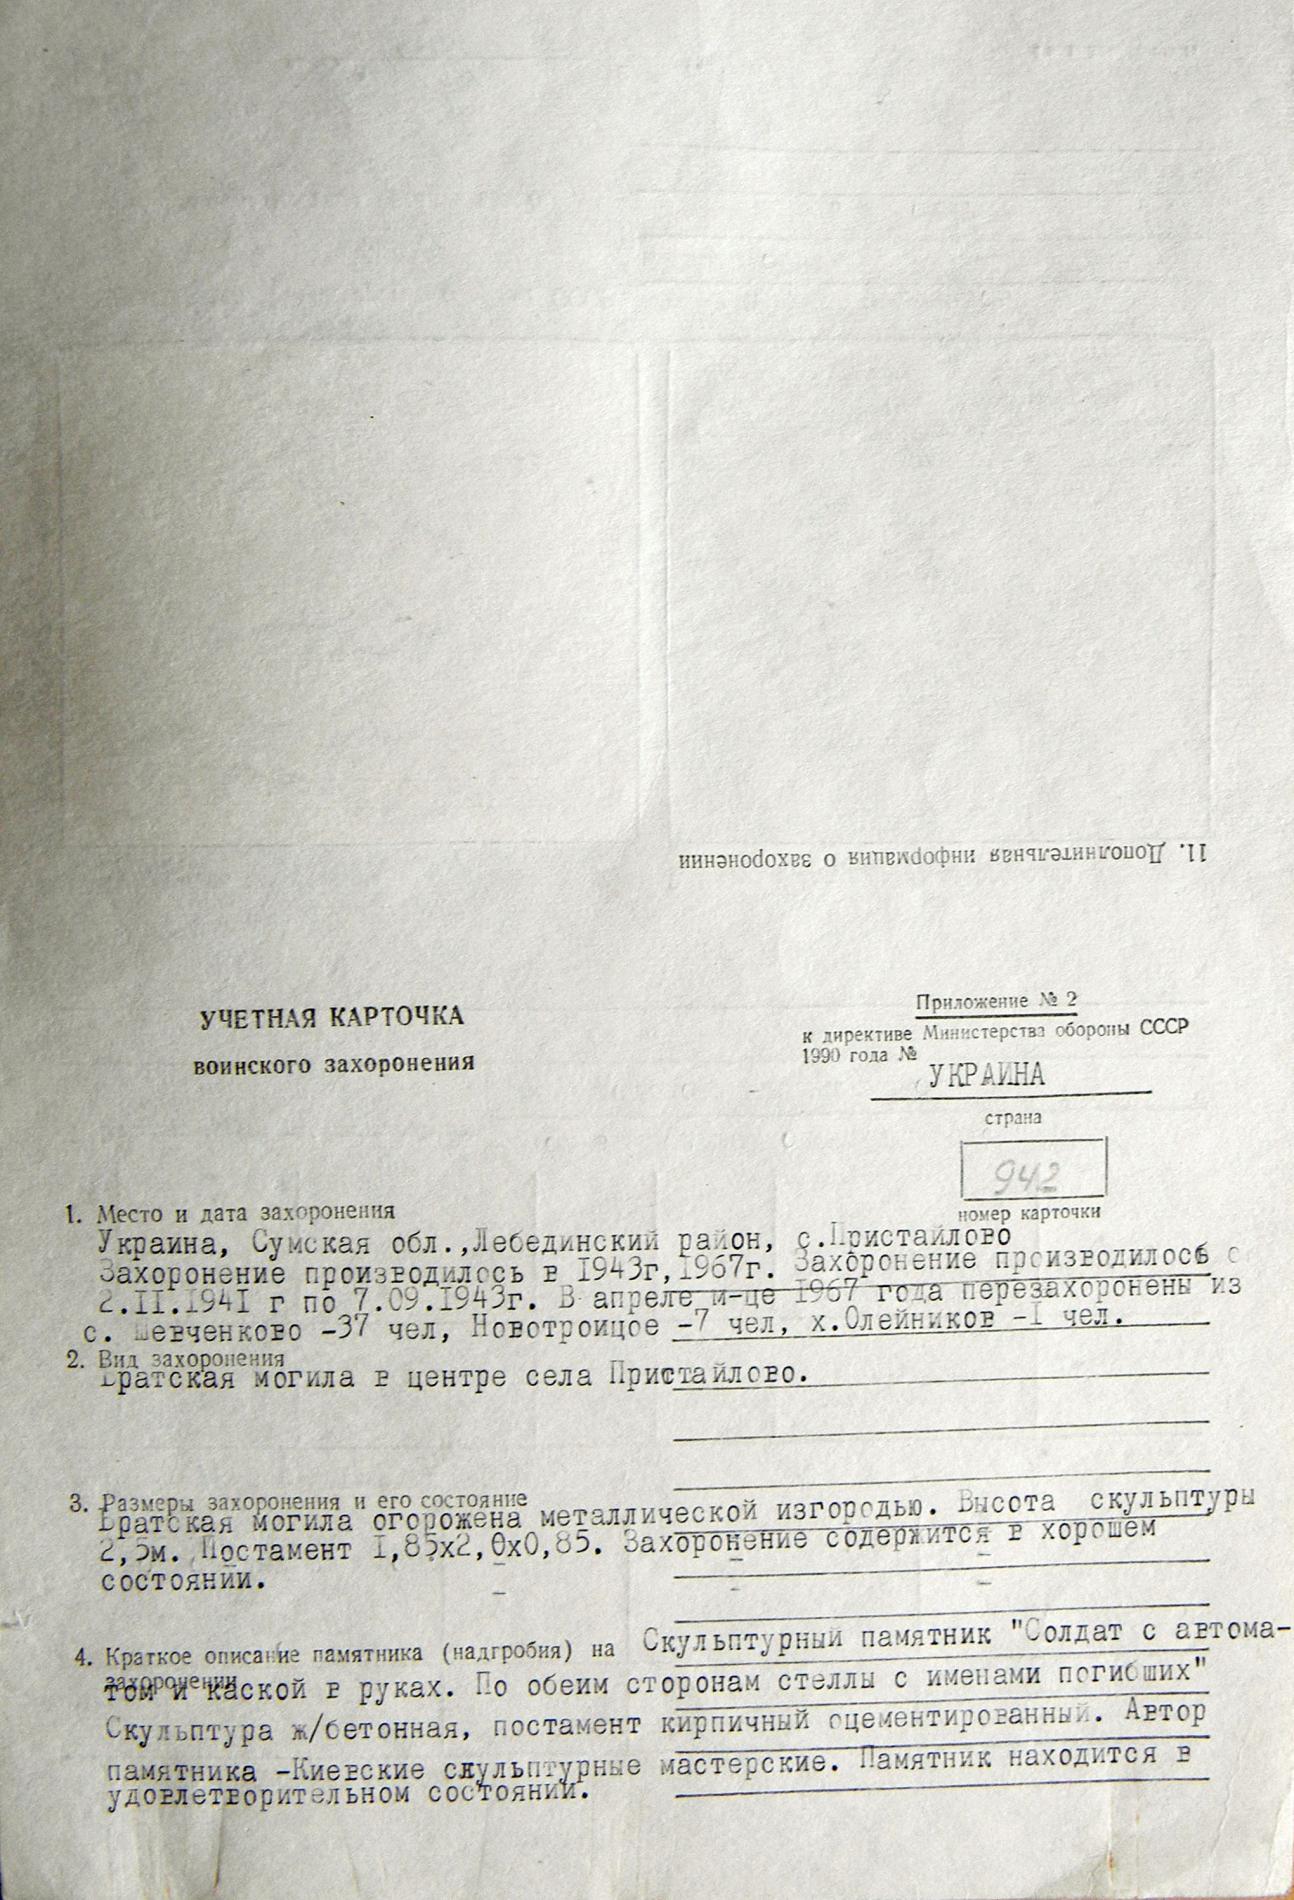 11. Дополнительная информация о захоронении
УЧЕТНАЯ КАРТОЧКА
воинского захоронения
Приложение № 2
к директиве Министерства обороны СССР
1990 года №
УКРАИНА
страна
942
номер карточки
1. Место и дата захоронения
Украина, Сумская обл.,Лебединский район, с.Пристайлово
Захоронение производилось в 1943г,1967г. Захоронение производилось с
2.II.1941 г по 7.09.1943г. В апреле м-це 1967 года перезахоронены из
с. Шевченково -37 чел, Новотроицое -7 чел, х.Олейников -I чел.
2. Вид захоронения
Братская могила в центре села Пристайлово.
3. Размеры захоронения и его состояние
Братская могила огорожена металлической изгородью. Высота скульптуры
2,5м. Постамент I,85х2,0х0,85. Захоронение содержится в хорошем
состоянии.
4. Краткое описание памятника (надгробия) на Скульптурный памятник "Солдат с автома-
захоронении
том и каской в руках. По обеим сторонам стеллы с именами погибших"
Скульптура ж/бетонная, постамент кирпичный оцементированный. Автор
памятника -Киевские скульптурные мастерские. Памятник находится в
удовлетворительном состоянии.